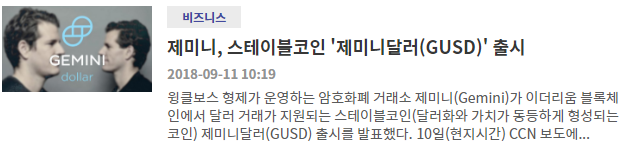 GEMINI
dollar
비즈니스
제미니, 스테이블코인 '제미니달러(GUSD)' 출시
2018-09-11 10:19
윙클보스 형제가 운영하는 암호화폐 거래소 제미니(Gemini)가 이더리움 블록체
인에서 달러 거래가 지원되는 스테이블코인(달러화와 가치가 동등하게 형성되는
코인) 제미니달러(GUSD) 출시를 발표했다. 10일(현지시간) CCN 보도에...